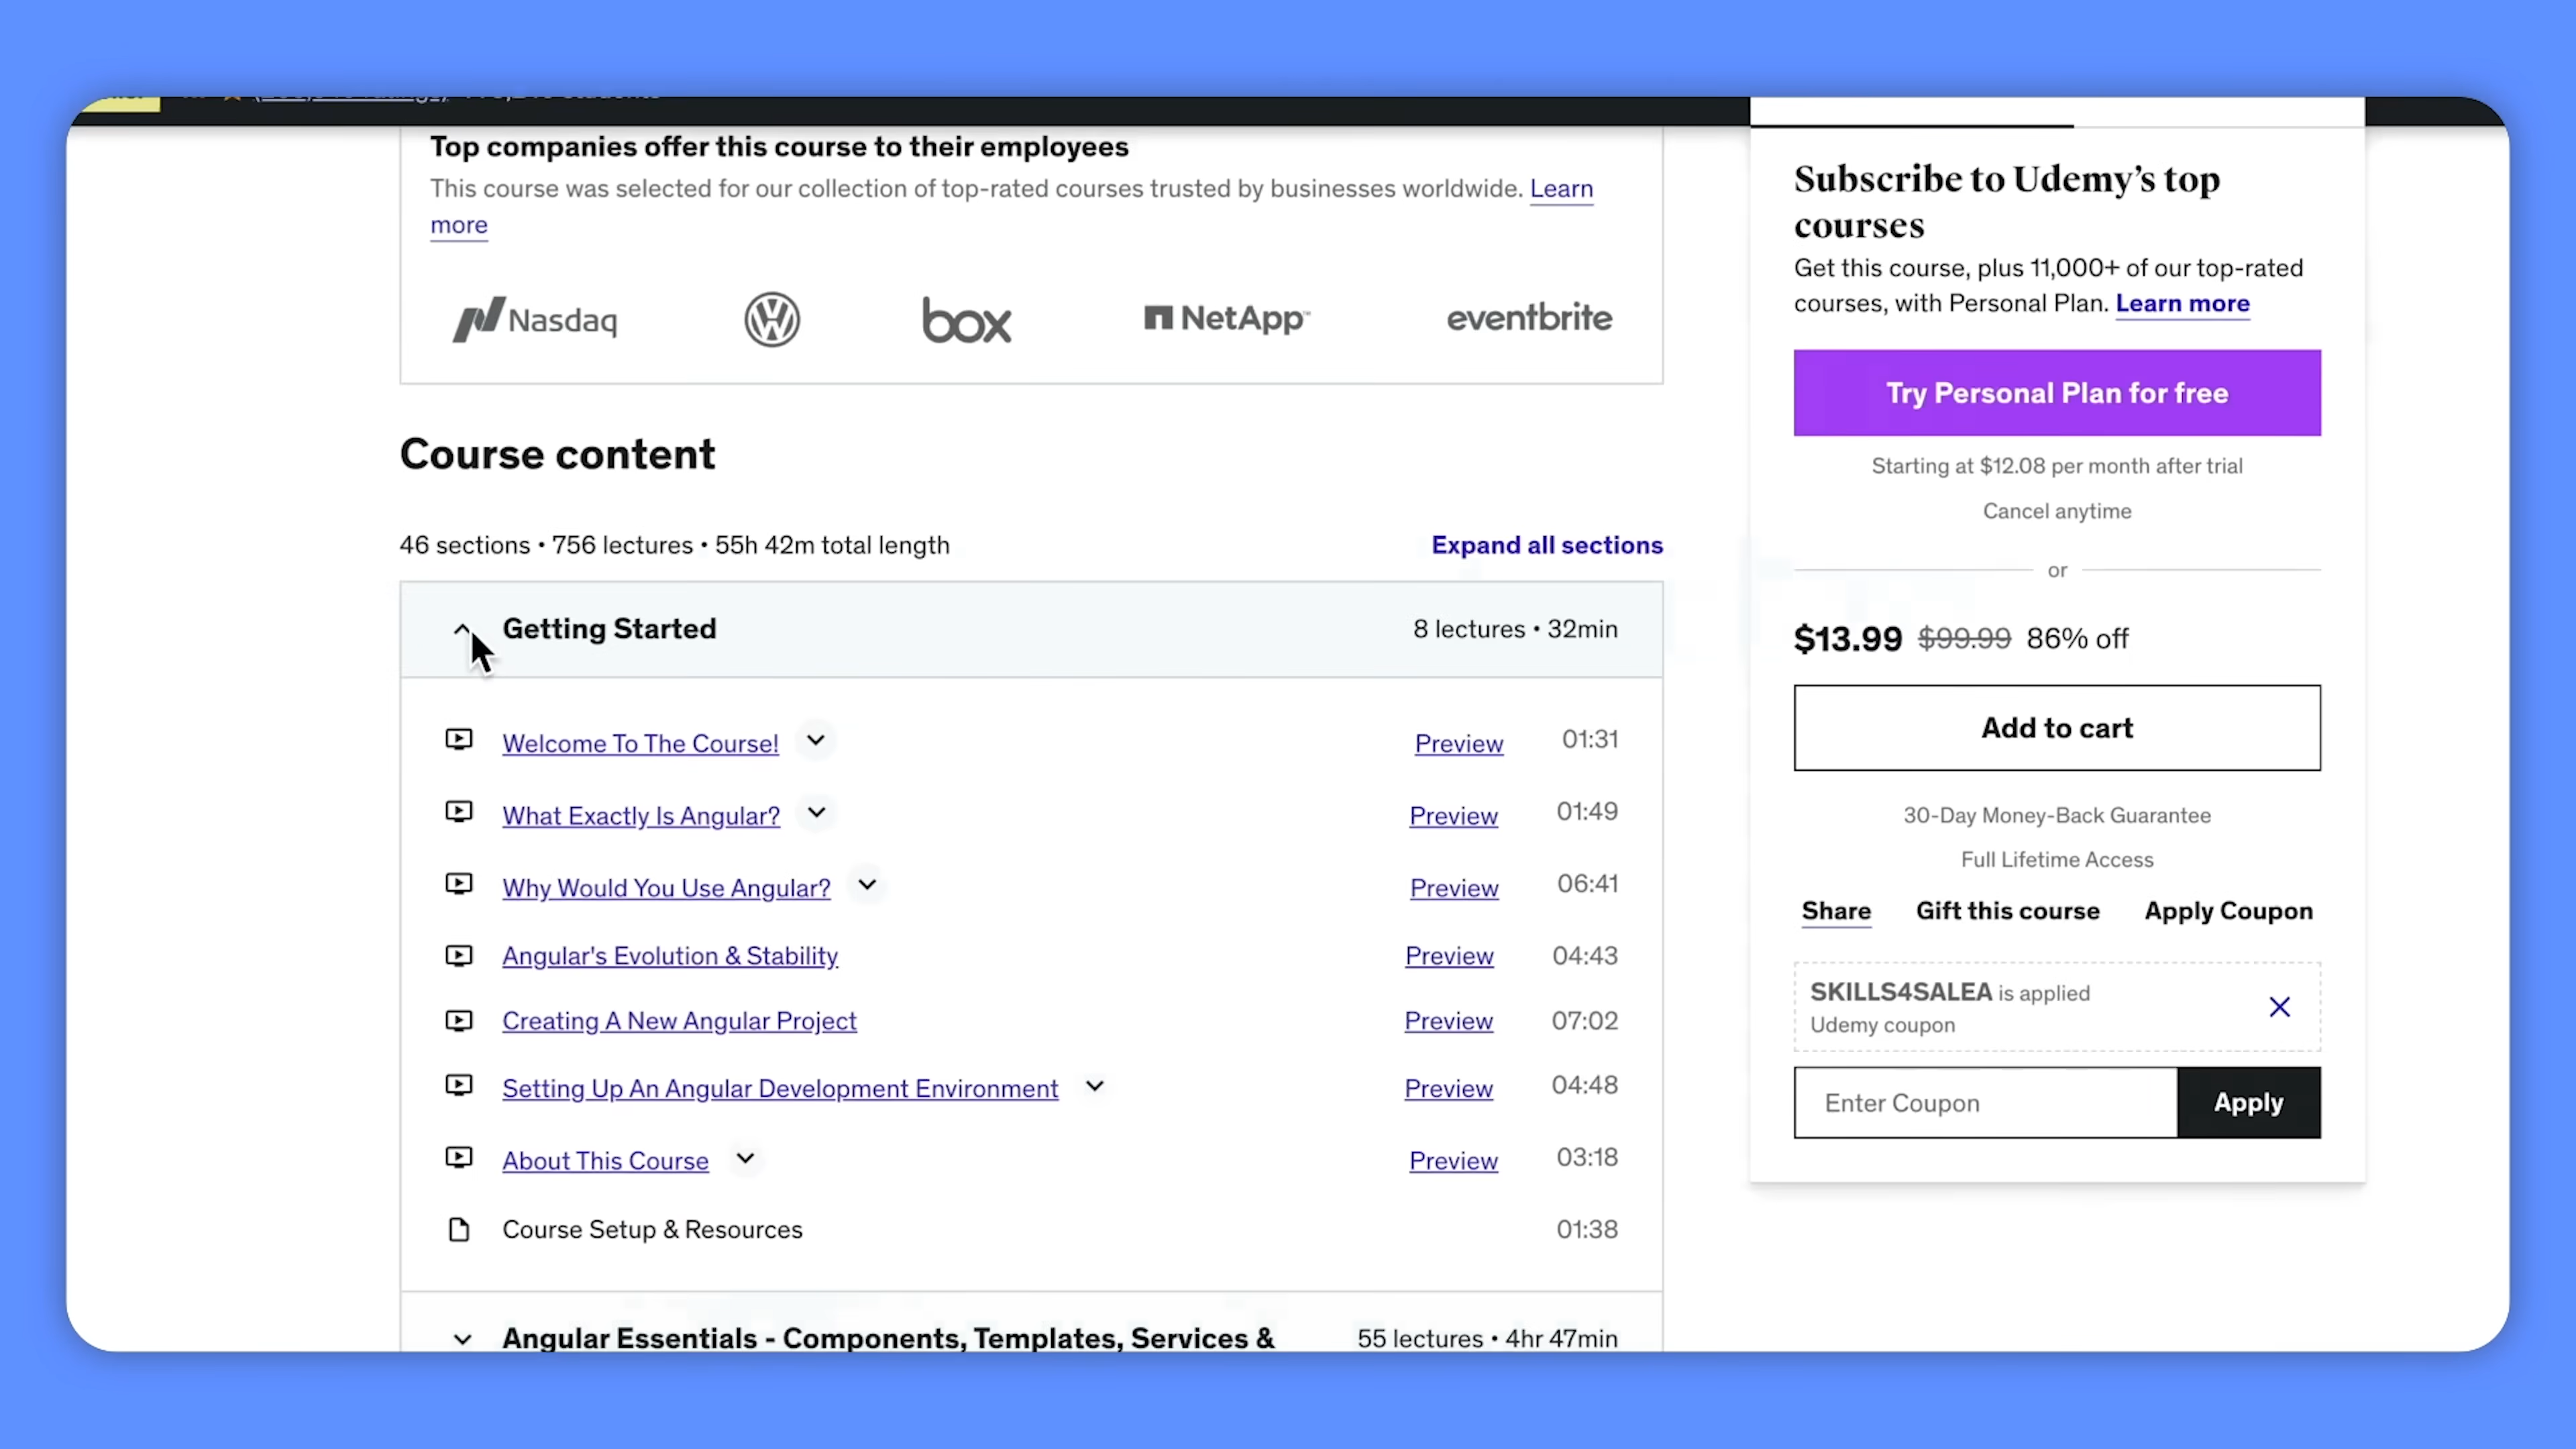 Top companies offer this course to their employees
This course was selected for our collection of top-rated courses trusted by businesses worldwide. Learn
more
Nasdaq
box
NetApp
eventbrite
Course content
46 sections • 756 lectures • 55h 42m total length
Expand all sections
Getting Started
8 lectures • 32min
Welcome To The Course!
Preview
01:31
What Exactly Is Angular?
Preview
01:49
Why Would You Use Angular?
Preview
06:41
Angular's Evolution & Stability
Preview
04:43
Creating A New Angular Project
Preview
07:02
Setting Up An Angular Development Environment
Preview
04:48
About This Course
Preview
03:18
Course Setup & Resources
01:38
Angular Essentials - Components, Templates, Services &
55 lectures • 4hr 47min
Subscribe to Udemy’s top
courses
Get this course, plus 11,000+ of our top-rated
courses, with Personal Plan. Learn more
Try Personal Plan for free
Starting at $12.08 per month after trial
Cancel anytime
or
$13.99 $99.99 86% off
Add to cart
30-Day Money-Back Guarantee
Full Lifetime Access
Share
Gift this course
Apply Coupon
SKILLS4SALEA is applied
Udemy coupon
Enter Coupon
Apply